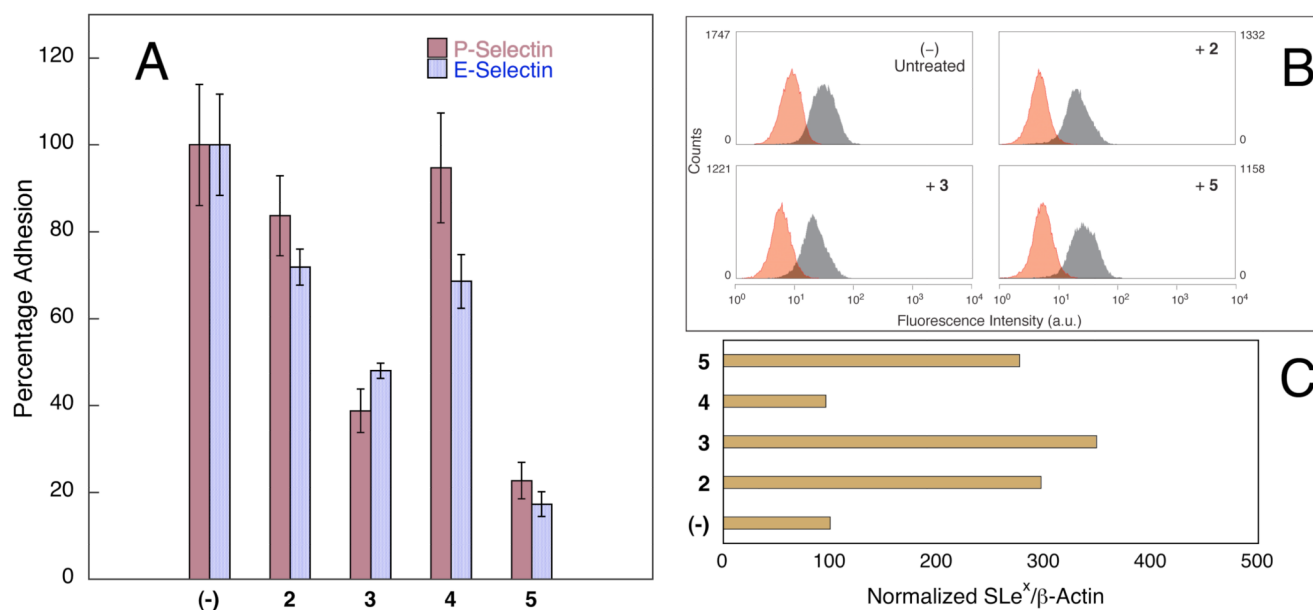 A
P-Selectin
E-Selectin
Percentage Adhesion
120
100
80
60
40
20
0
(-) 2 3 4 5
B
1747
(–)
Untreated
+ 2
1332
0
0
Counts
1221
+ 3
+ 5
1158
0
0
10⁰ 10¹ 10² 10³ 10⁴ 10⁰ 10¹ 10² 10³ 10⁴
Fluorescence Intensity (a.u.)
C
5
4
3
2
(-)
0 100 200 300 400 500
Normalized SLeˣ/β-Actin